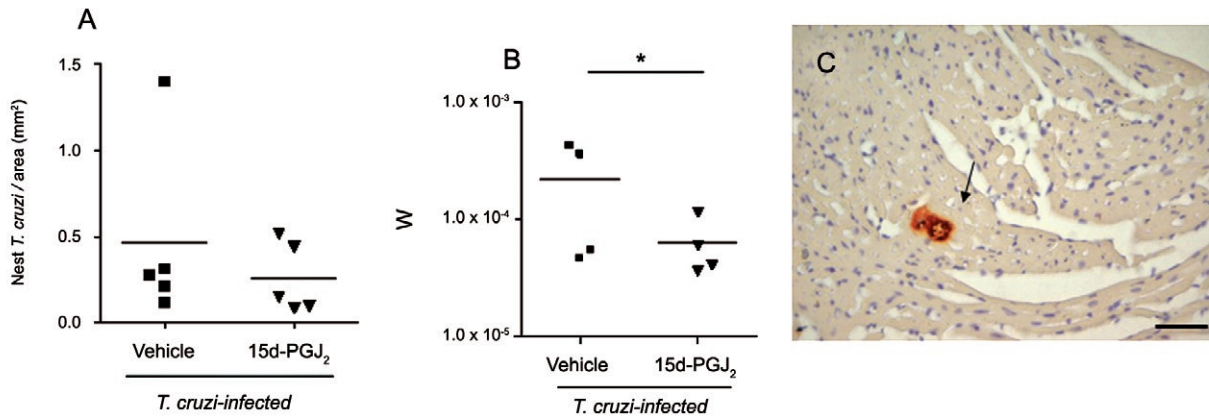 A
Nest T. cruzi / area (mm²)
1.5
1.0
0.5
0.0
Vehicle
15d-PGJ₂
T. cruzi-infected
B
*
W
1.0 x 10⁻³
1.0 x 10⁻⁴
1.0 x 10⁻⁵
Vehicle
15d-PGJ₂
T. cruzi-infected
C